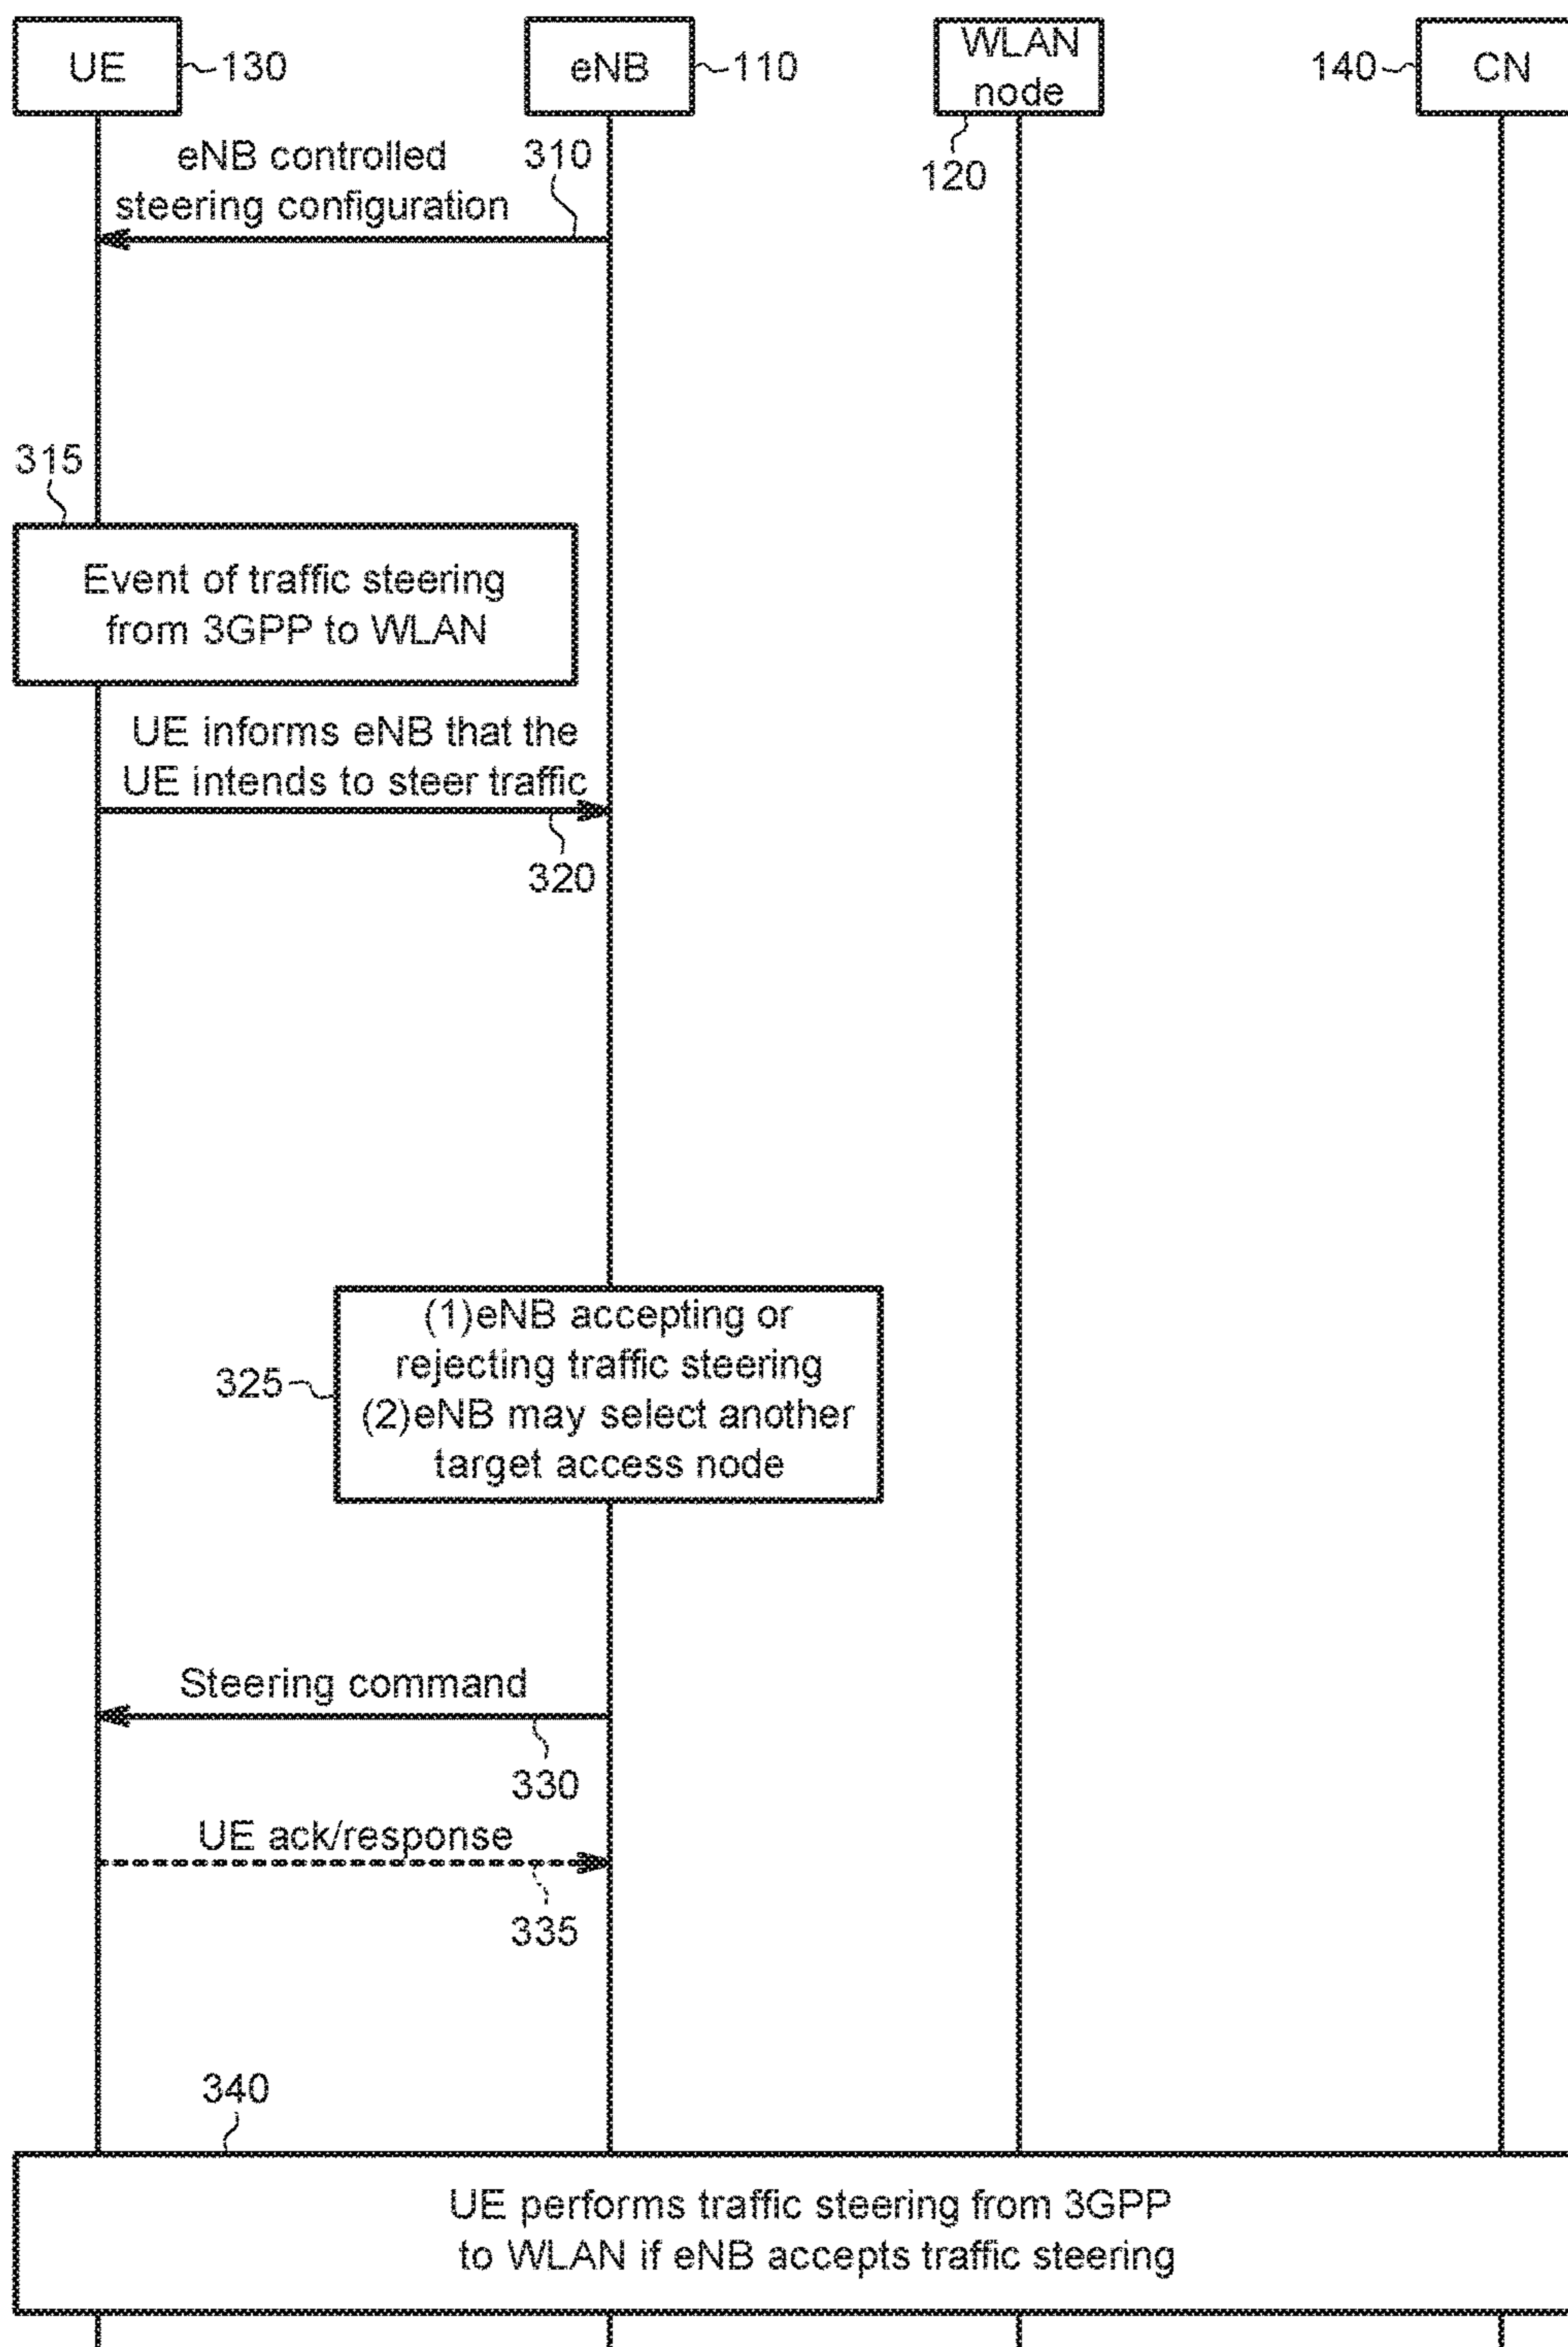 UE
130
eNB
110
WLAN
node
120
140
CN
eNB controlled
steering configuration
310
315
Event of traffic steering
from 3GPP to WLAN
UE informs eNB that the
UE intends to steer traffic
320
(1)eNB accepting or
rejecting traffic steering
(2)eNB may select another
target access node
325
Steering command
330
UE ack/response
335
340
UE performs traffic steering from 3GPP
to WLAN if eNB accepts traffic steering